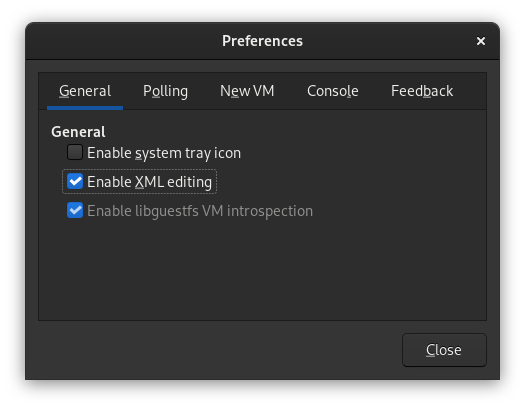 Preferences
General Polling New VM Console Feedback
General
Enable system tray icon
Enable XML editing
Enable libguestfs VM introspection
Close